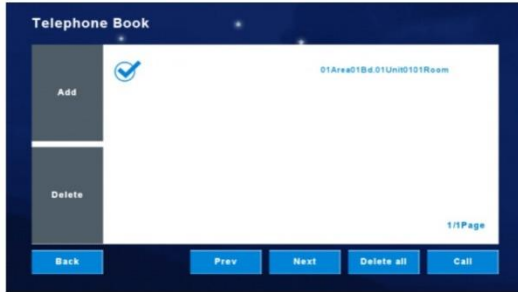 Telephone Book
Add
01Area01Bd.01Unit0101Room
Delete
1/1Page
Back Prev Next Delete all Call